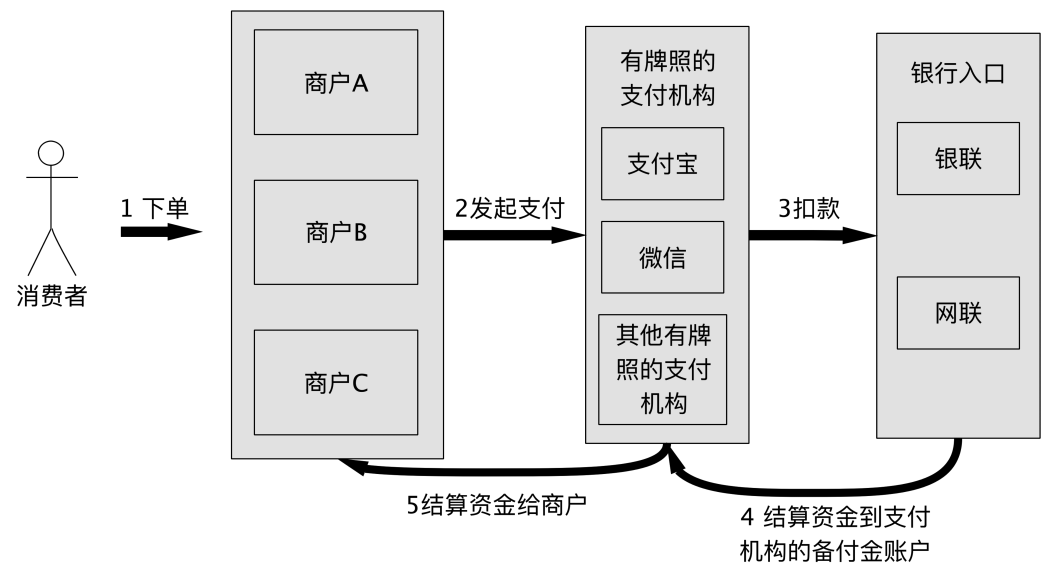 消费者
1 下单
商户A
商户B
商户C
2发起支付
有牌照的
支付机构
支付宝
微信
其他有牌
照的支付
机构
3扣款
银行入口
银联
网联
4 结算资金到支付
机构的备付金账户
5结算资金给商户